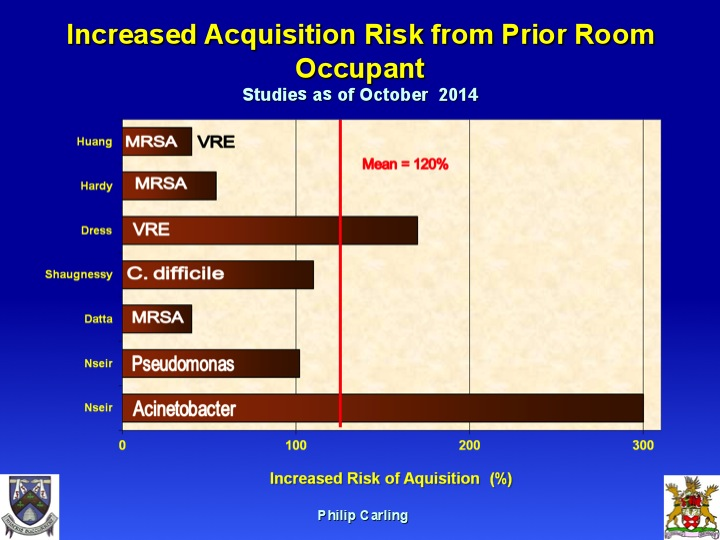 Increased Acquisition Risk from Prior Room
Occupant
Studies as of October 2014
Huang
MRSA VRE
Mean = 120%
Hardy
MRSA
Dress
VRE
Shaugnessy
C. difficile
Datta
MRSA
Nseir
Pseudomonas
Nseir
Acinetobacter
0 100 200 300
Increased Risk of Aquisition (%)
Philip Carling